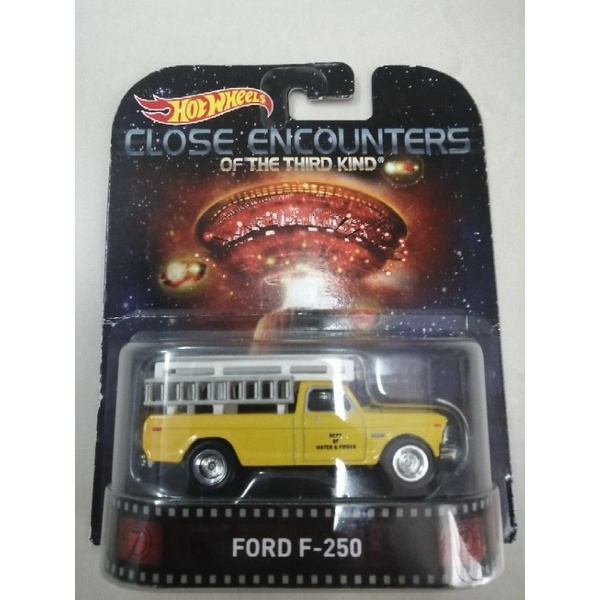 HOT WHEELS
CLOSE ENCOUNTERS
OF THE THIRD KIND®
DEPT
OF
WATER & POWER
FORD F-250